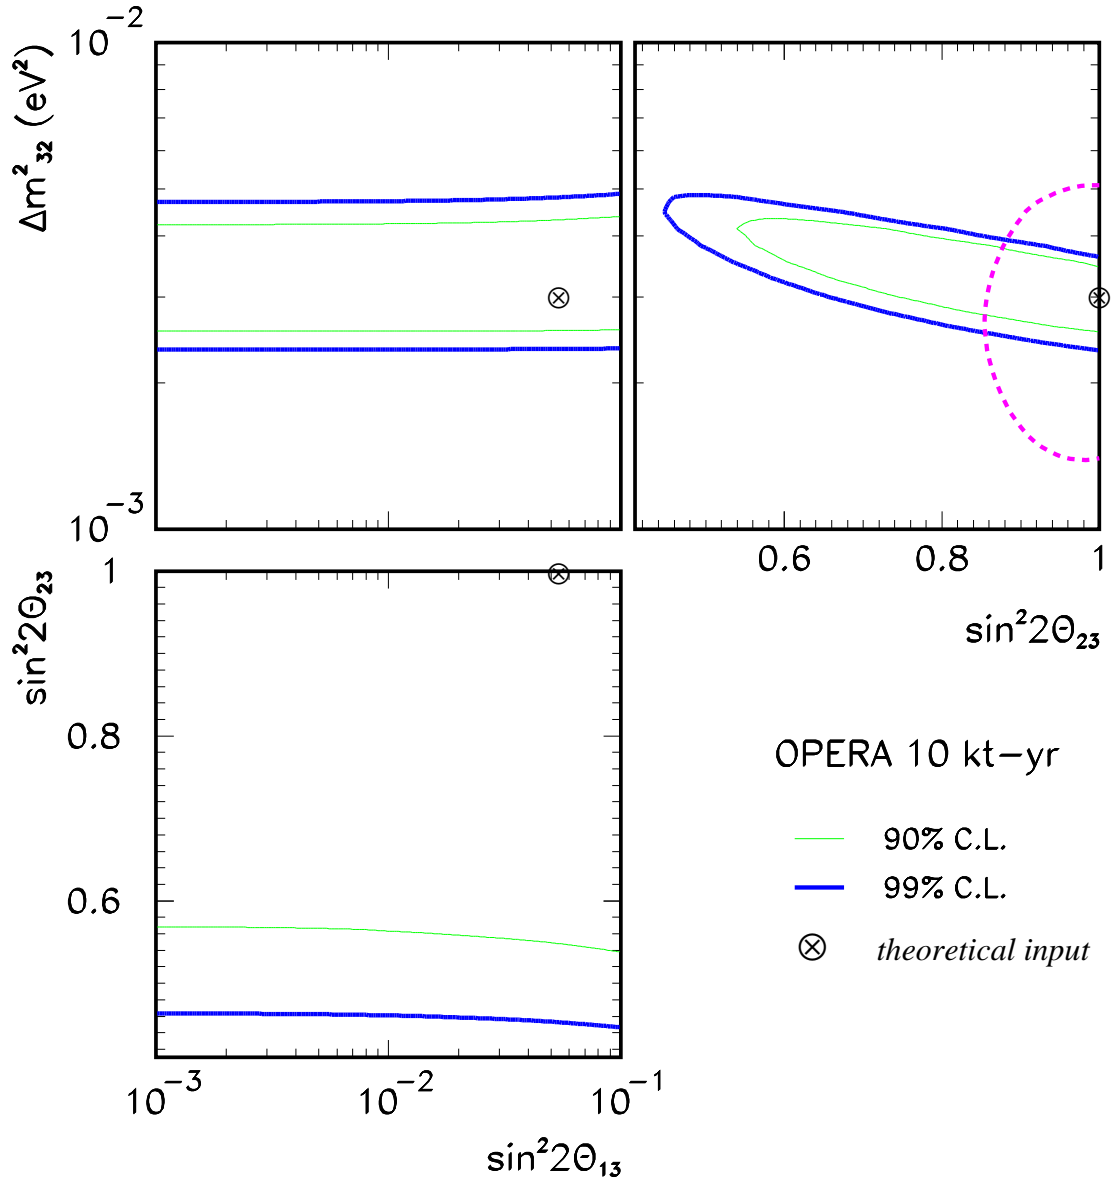 10⁻²
Δm²₃₂ (eV²)
10⁻³
0.6
0.8
1
sin²2Θ₂₃
1
sin²2Θ₂₃
0.8
0.6
10⁻³
10⁻²
10⁻¹
sin²2Θ₁₃
OPERA 10 kt−yr
90% C.L.
99% C.L.
theoretical input